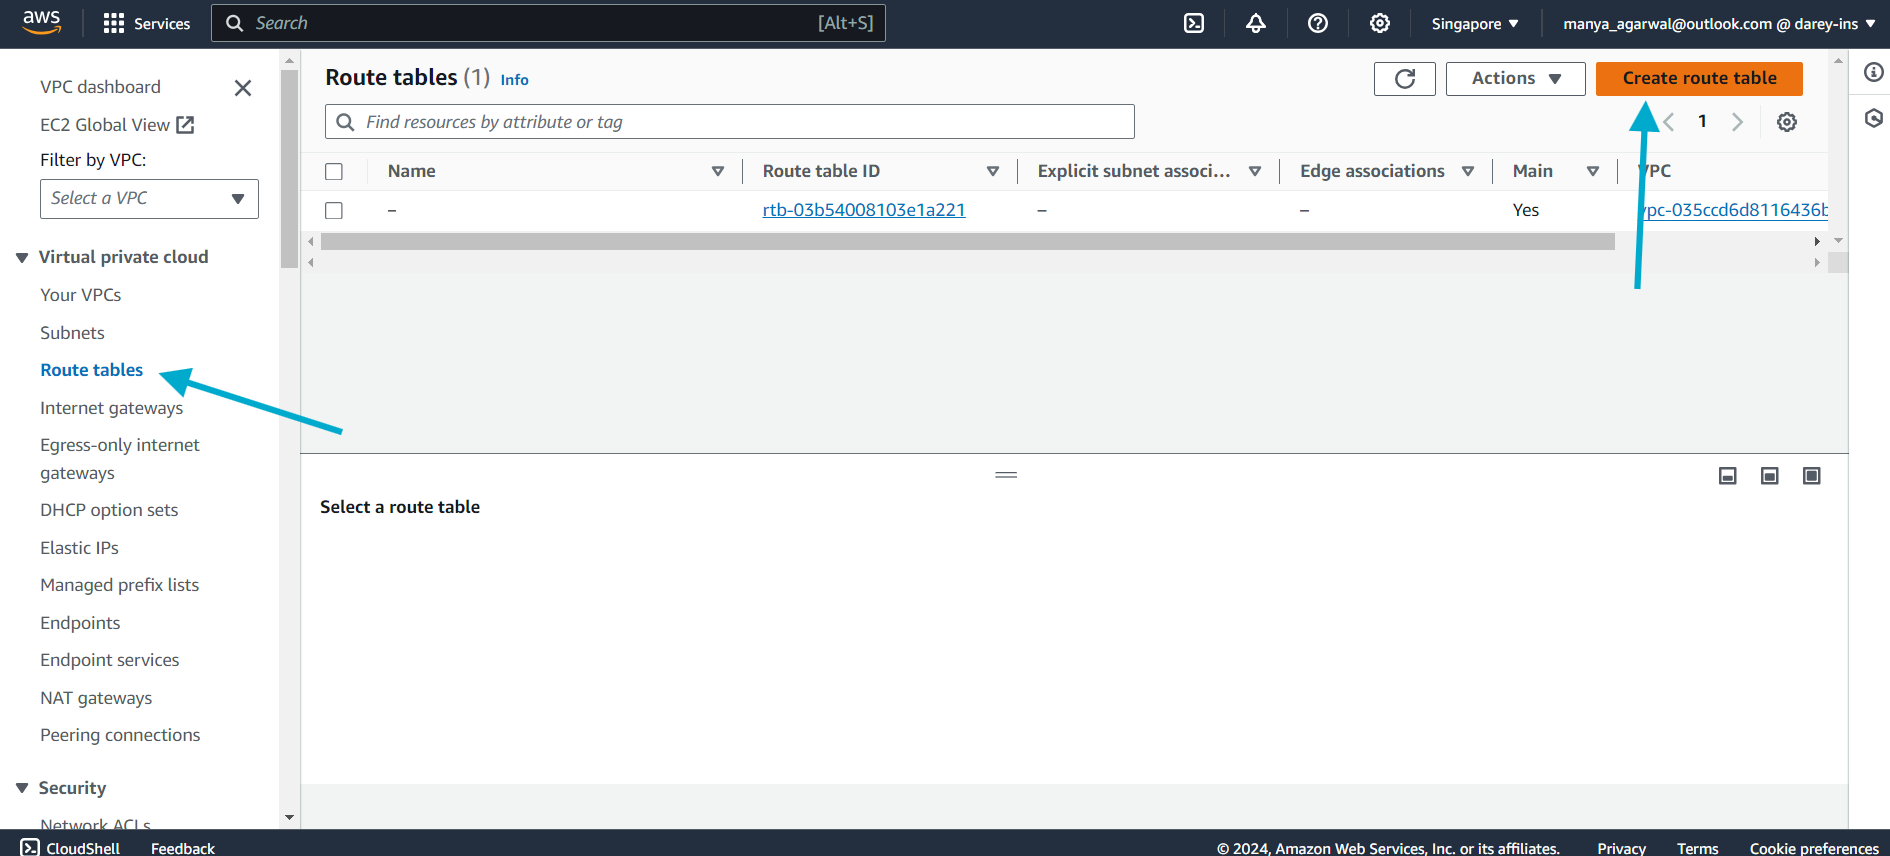 aws Services Search [Alt+S] Singapore manya_agarwal@outlook.com @ darey-ins
VPC dashboard
EC2 Global View
Filter by VPC:
Select a VPC
Virtual private cloud
Your VPCs
Subnets
Route tables
Internet gateways
Egress-only internet
gateways
DHCP option sets
Elastic IPs
Managed prefix lists
Endpoints
Endpoint services
NAT gateways
Peering connections
Security
Network ACLs
Route tables (1) Info
Actions
Create route table
Find resources by attribute or tag
1
Name Route table ID Explicit subnet associ... Edge associations Main VPC
– rtb-03b54008103e1a221 – – Yes vpc-035ccd6d8116436b
Select a route table
CloudShell Feedback © 2024, Amazon Web Services, Inc. or its affiliates. Privacy Terms Cookie preferences